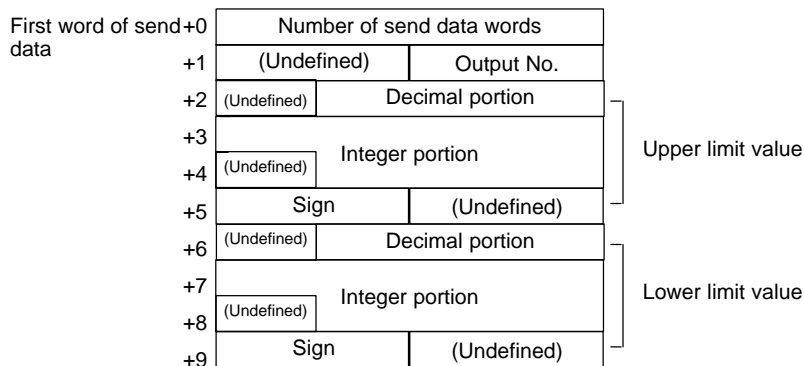 First word of send data
+0 Number of send data words
+1 (Undefined) Output No.
+2 (Undefined) Decimal portion
+3
Integer portion
+4 (Undefined)
+5 Sign (Undefined)
Upper limit value
+6 (Undefined) Decimal portion
+7
Integer portion
+8 (Undefined)
+9 Sign (Undefined)
Lower limit value